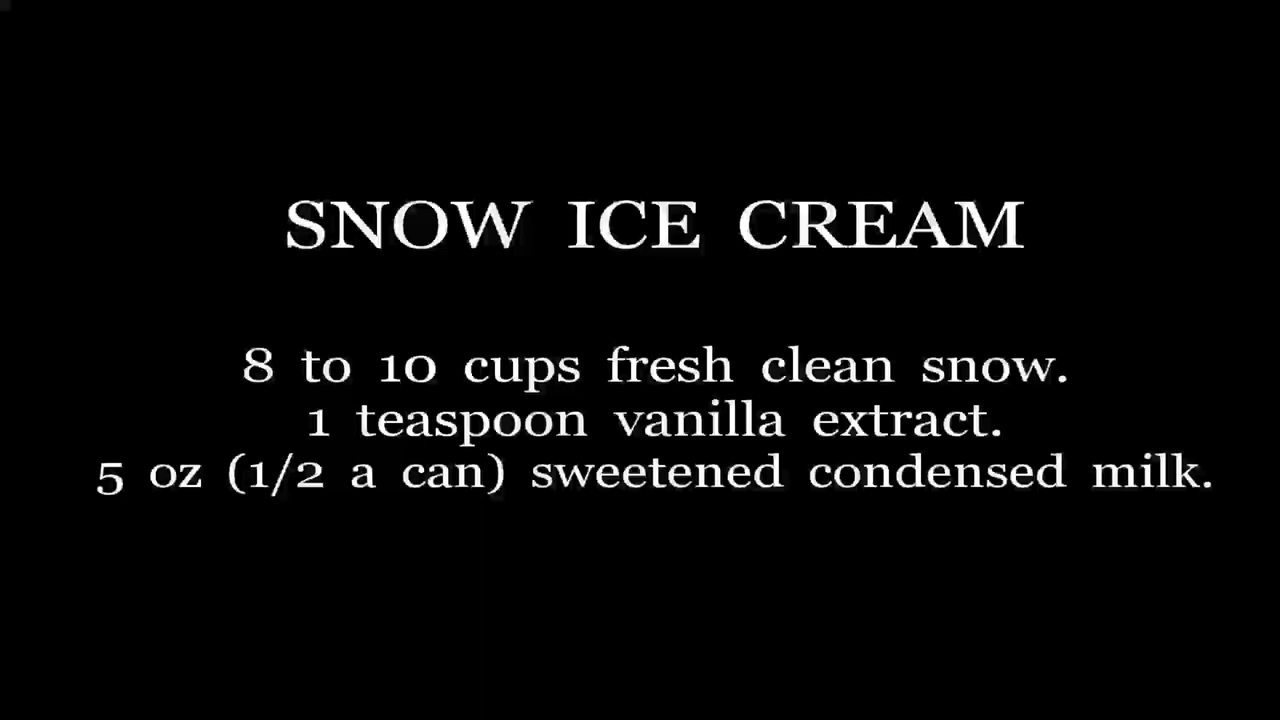 SNOW ICE CREAM
8 to 10 cups fresh clean snow.
1 teaspoon vanilla extract.
5 oz (1/2 a can) sweetened condensed milk.